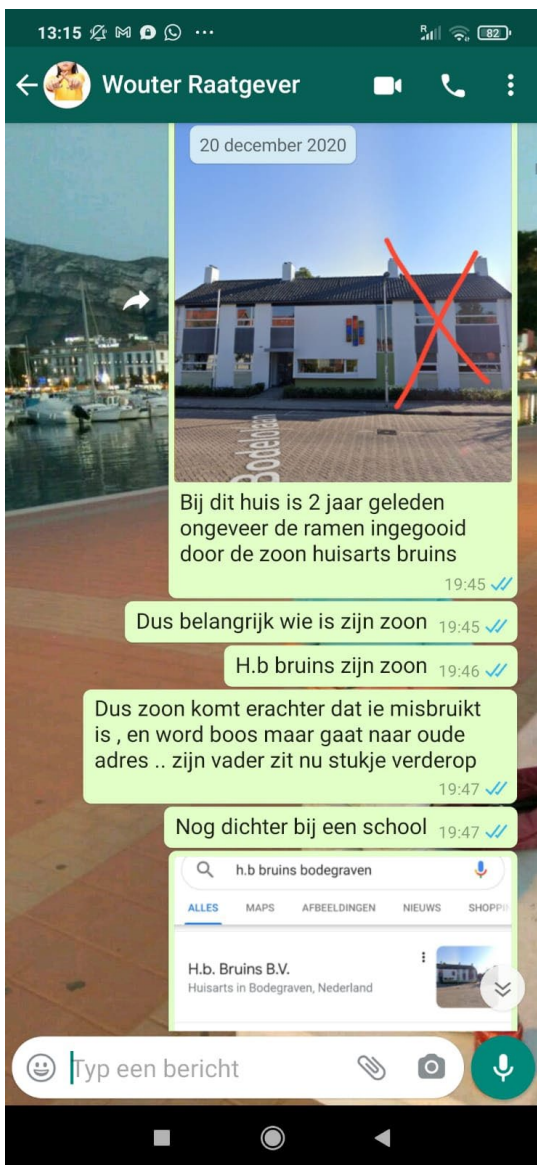 13:15
82
Wouter Raatgever
20 december 2020
Bodelolaan
Bij dit huis is 2 jaar geleden
ongeveer de ramen ingegooid
door de zoon huisarts bruins
19:45
Dus belangrijk wie is zijn zoon 19:45
H.b bruins zijn zoon 19:46
Dus zoon komt erachter dat ie misbruikt
is , en word boos maar gaat naar oude
adres .. zijn vader zit nu stukje verderop
19:47
Nog dichter bij een school 19:47
h.b bruins bodegraven
ALLES MAPS AFBEELDINGEN NIEUWS SHOPPIN
H.b. Bruins B.V.
Huisarts in Bodegraven, Nederland
Typ een bericht